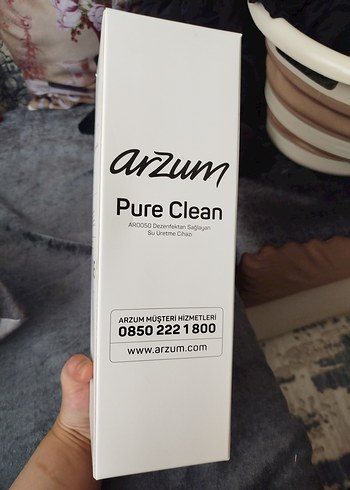 arzum
Pure Clean
AR0050 Dezenfektan Sağlayan
Su Üretme Cihazı
ARZUM MÜŞTERİ HİZMETLERİ
0850 222 1 800
www.arzum.com